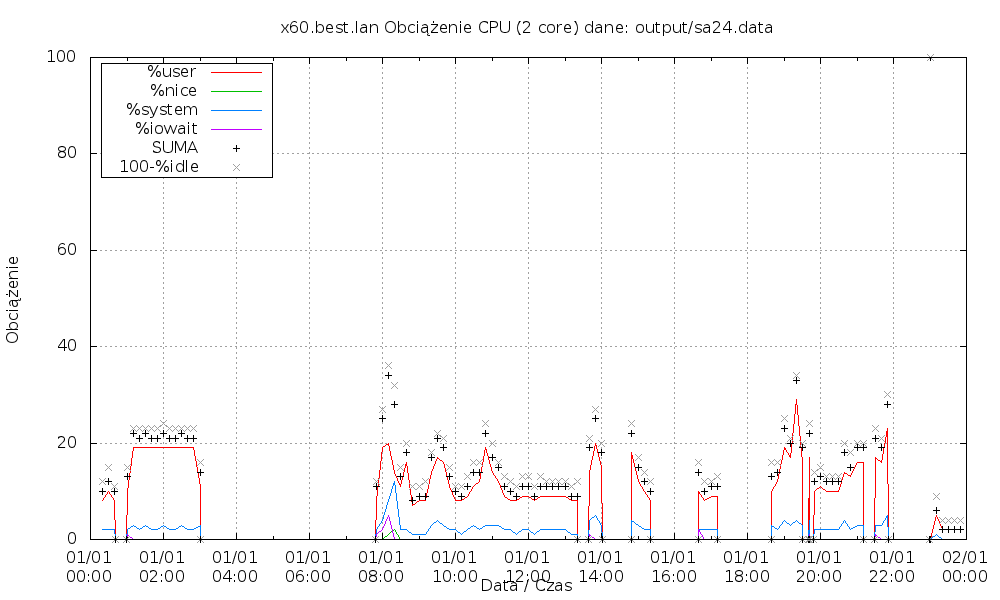 x60.best.lan Obciążenie CPU (2 core) dane: output/sa24.data
100
80
60
40
20
0
Obciążenie
%user
%nice
%system
%iowait
SUMA
100-%idle
01/01 01/01 01/01 01/01 01/01 01/01 01/01 01/01 01/01 01/01 01/01 01/01 02/01
00:00 02:00 04:00 06:00 08:00 10:00 12:00 14:00 16:00 18:00 20:00 22:00 00:00
Data / Czas